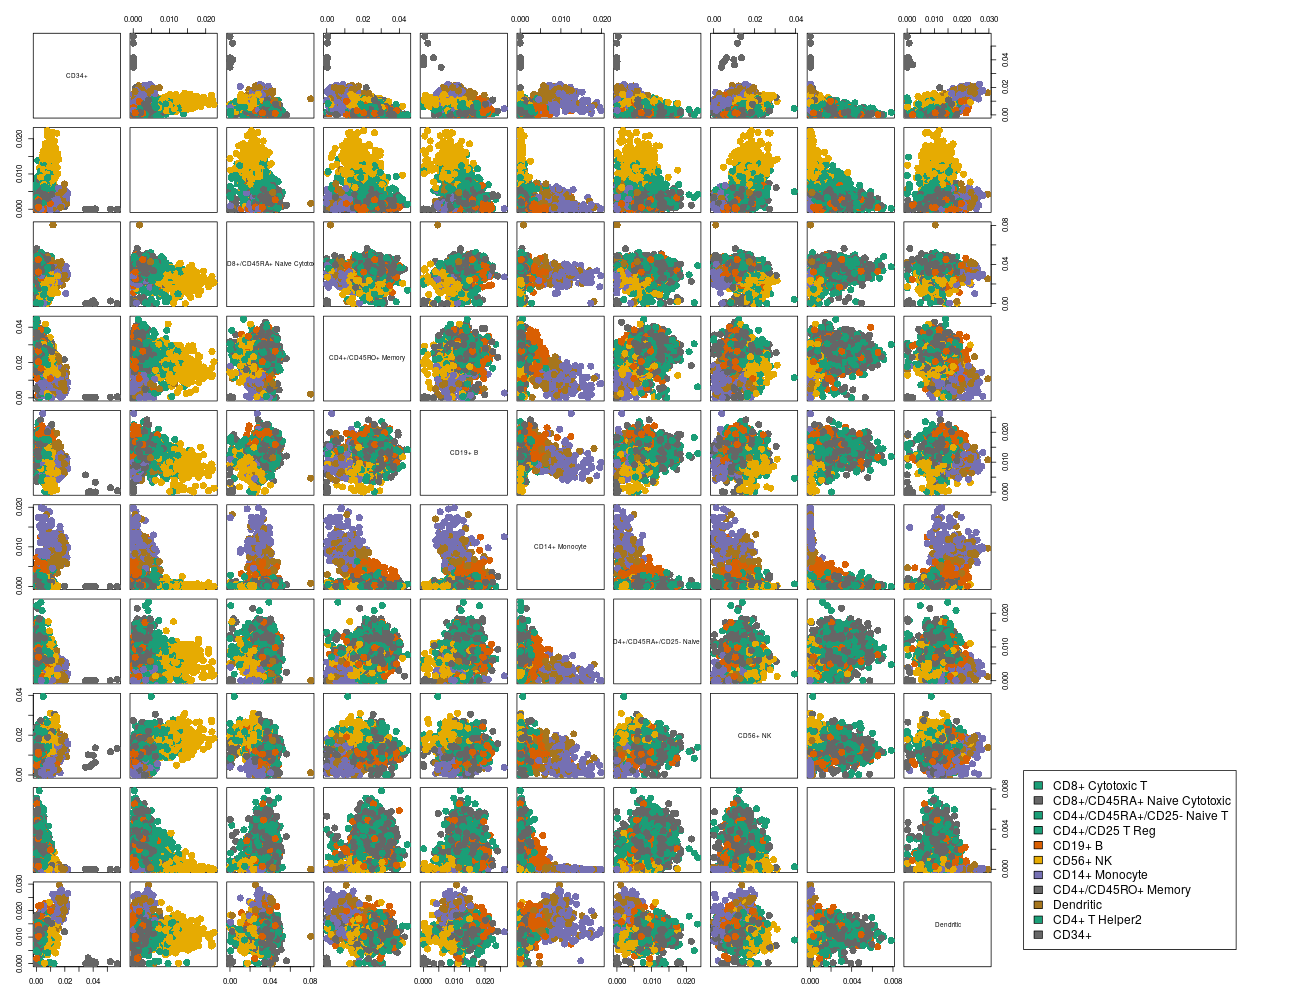 0.000 0.010 0.020 0.00 0.02 0.04 0.000 0.010 0.020 0.00 0.02 0.04 0.000 0.010 0.020 0.030
CD34+
0.00 0.02 0.04
0.000 0.010 0.020
D8+/CD45RA+ Naive Cytoto
0.00 0.04 0.08
CD4+/CD45RO+ Memory
0.00 0.02 0.04
CD19+ B
0.000 0.010 0.020
CD14+ Monocyte
0.000 0.010 0.020
D4+/CD45RA+/CD25- Naive
0.000 0.010 0.020
CD56+ NK
0.00 0.02 0.04
0.000 0.004 0.008
Dendritic
0.000 0.010 0.020 0.030
0.00 0.02 0.04 0.00 0.04 0.08 0.000 0.010 0.020 0.000 0.010 0.020 0.000 0.004 0.008
CD8+ Cytotoxic T
CD8+/CD45RA+ Naive Cytotoxic
CD4+/CD45RA+/CD25- Naive T
CD4+/CD25 T Reg
CD19+ B
CD56+ NK
CD14+ Monocyte
CD4+/CD45RO+ Memory
Dendritic
CD4+ T Helper2
CD34+